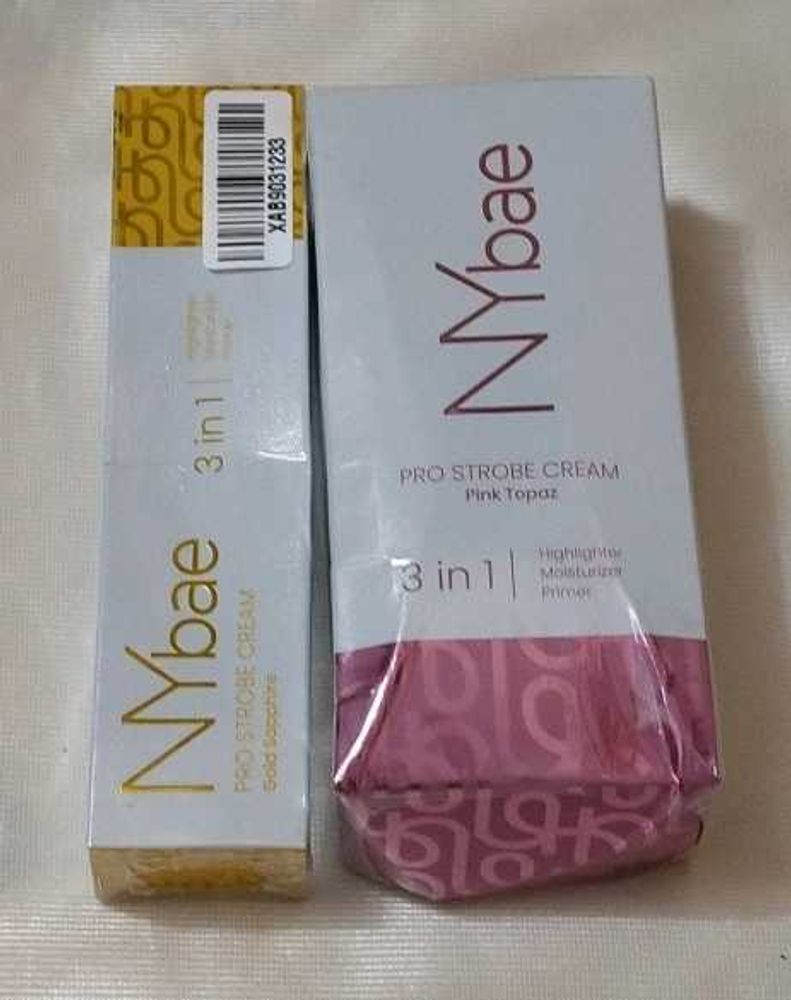 XAB9031233
3 in 1
NYbae
PRO STROBE CREAM
Gold Sapphire
NYbae
PRO STROBE CREAM
Pink Topaz
3 in 1
Highlighter
Moisturizer
Primer